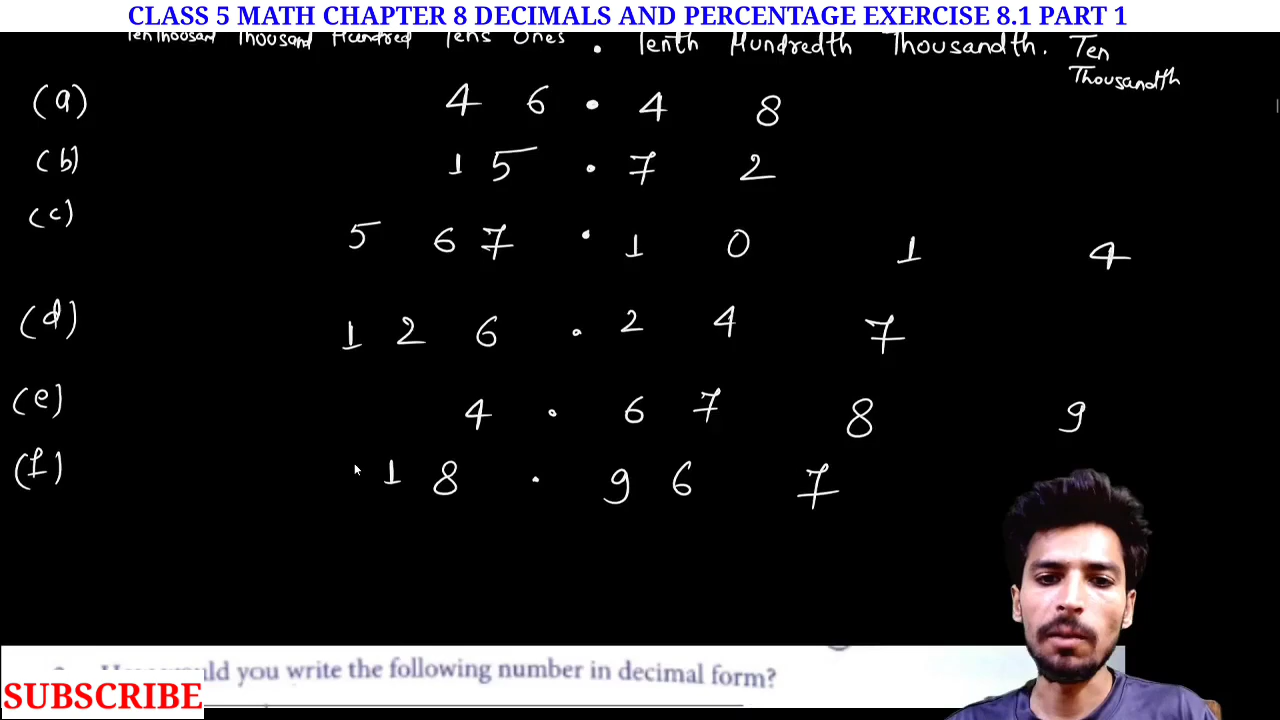 CLASS 5 MATH CHAPTER 8 DECIMALS AND PERCENTAGE EXERCISE 8.1 PART 1
Ten Thousand Thousand Hundred Tens Ones . Tenth Hundredth Thousandth. Ten Thousandth
(a) 4 6 . 4 8
(b) 1 5 . 7 2
(c) 5 6 7 . 1 0 1 4
(d) 1 2 6 . 2 4 7
(e) 4 . 6 7 8 9
(f) 1 8 . 9 6 7
would you write the following number in decimal form?
SUBSCRIBE